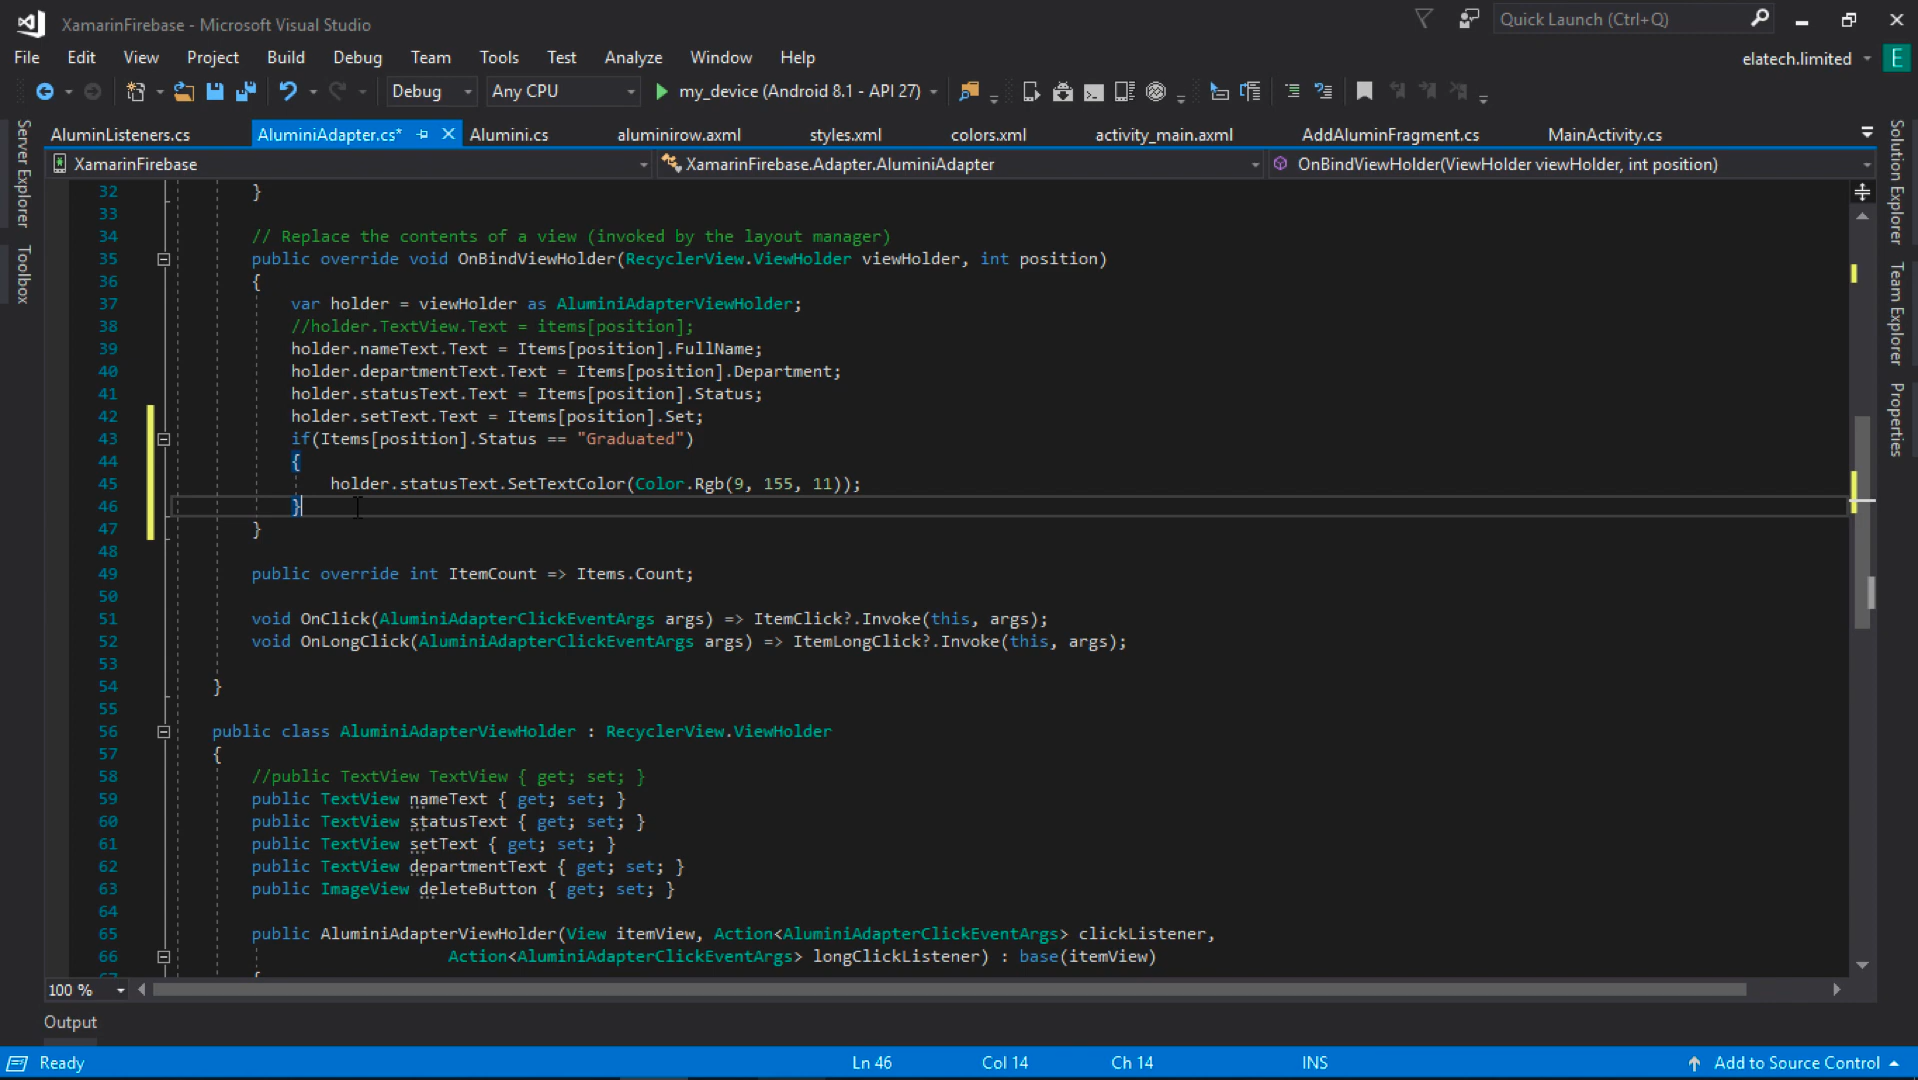 XamarinFirebase - Microsoft Visual Studio
Quick Launch (Ctrl+Q)
File Edit View Project Build Debug Team Tools Test Analyze Window Help
elatech.limited E
Debug Any CPU my_device (Android 8.1 - API 27)
AluminListeners.cs AluminiAdapter.cs* Alumini.cs aluminirow.axml styles.xml colors.xml activity_main.axml AddAluminFragment.cs MainActivity.cs
XamarinFirebase XamarinFirebase.Adapter.AluminiAdapter OnBindViewHolder(ViewHolder viewHolder, int position)
Server Explorer
Toolbox
Solution Explorer
Team Explorer
Properties
32 }
33
34 // Replace the contents of a view (invoked by the layout manager)
35 public override void OnBindViewHolder(RecyclerView.ViewHolder viewHolder, int position)
36 {
37 var holder = viewHolder as AluminiAdapterViewHolder;
38 //holder.TextView.Text = items[position];
39 holder.nameText.Text = Items[position].FullName;
40 holder.departmentText.Text = Items[position].Department;
41 holder.statusText.Text = Items[position].Status;
42 holder.setText.Text = Items[position].Set;
43 if(Items[position].Status == "Graduated")
44 {
45 holder.statusText.SetTextColor(Color.Rgb(9, 155, 11));
46 }
47 }
48
49 public override int ItemCount => Items.Count;
50
51 void OnClick(AluminiAdapterClickEventArgs args) => ItemClick?.Invoke(this, args);
52 void OnLongClick(AluminiAdapterClickEventArgs args) => ItemLongClick?.Invoke(this, args);
53
54 }
55
56 public class AluminiAdapterViewHolder : RecyclerView.ViewHolder
57 {
58 //public TextView TextView { get; set; }
59 public TextView nameText { get; set; }
60 public TextView statusText { get; set; }
61 public TextView setText { get; set; }
62 public TextView departmentText { get; set; }
63 public ImageView deleteButton { get; set; }
64
65 public AluminiAdapterViewHolder(View itemView, Action<AluminiAdapterClickEventArgs> clickListener,
66 Action<AluminiAdapterClickEventArgs> longClickListener) : base(itemView)
67 {
100 %
Output
Ready Ln 46 Col 14 Ch 14 INS Add to Source Control